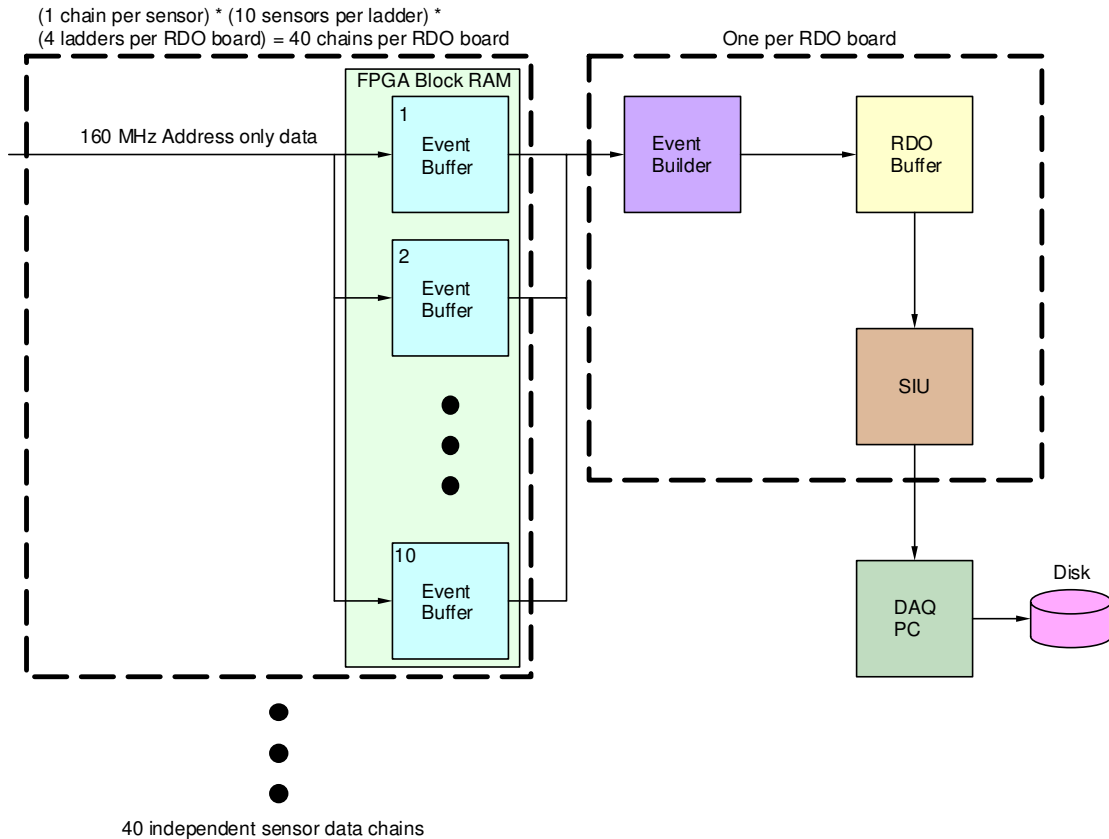 (1 chain per sensor) * (10 sensors per ladder) *
(4 ladders per RDO board) = 40 chains per RDO board
One per RDO board
FPGA Block RAM
160 MHz Address only data
1
Event
Buffer
Event
Builder
RDO
Buffer
2
Event
Buffer
SIU
10
Event
Buffer
DAQ
PC
Disk
40 independent sensor data chains